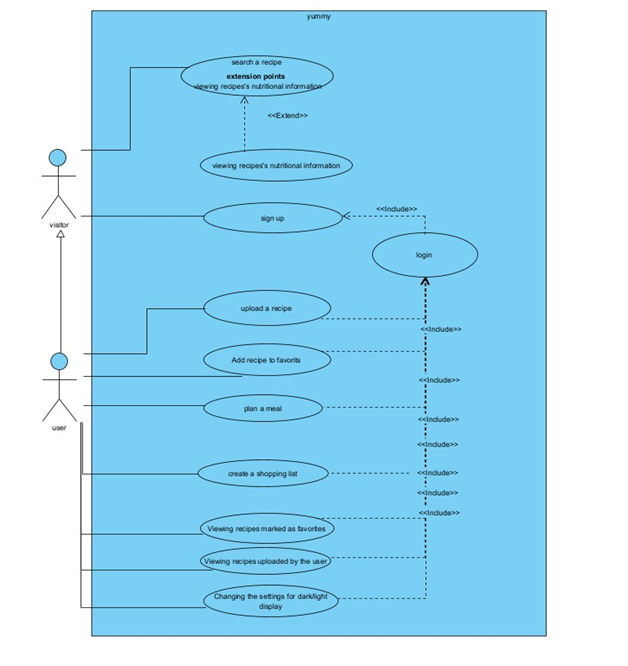 yummy
search a recipe
extension points
viewing recipes's nutritional information
<<Extend>>
viewing recipes's nutritional information
visitor
sign up
<<Include>>
login
upload a recipe
<<Include>>
Add recipe to favorits
<<Include>>
plan a meal
<<Include>>
user
<<Include>>
create a shopping list
<<Include>>
<<Include>>
<<Include>>
Viewing recipes marked as favorites
Viewing recipes uploaded by the user
Changing the settings for dark/light
display